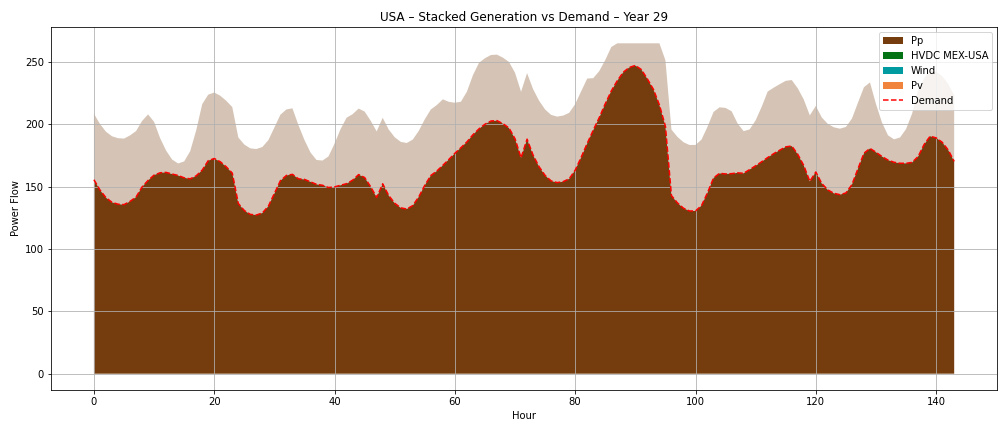 USA – Stacked Generation vs Demand – Year 29
Pp
HVDC MEX-USA
Wind
Pv
Demand
Power Flow
250
200
150
100
50
0
0 20 40 60 80 100 120 140
Hour